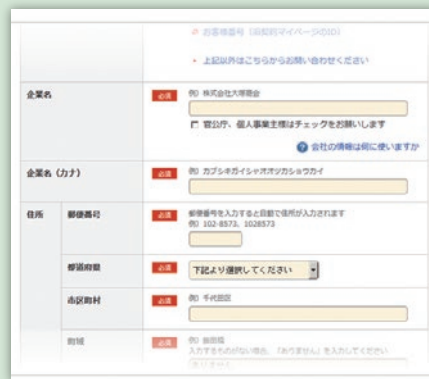 お客様番号（
マイページのID）
上記以外はこちらからお問い合わせください
企業名
必須
例）株式会社大塚商会
官公庁、個人事業主様はチェックをお願いします
会社の情報は何に使いますか
企業名（カナ）
必須
例）カブシキガイシャオオツカショウカイ
住所
郵便番号
必須
郵便番号を入力すると自動で住所が入力されます
例）102-8573、1028573
都道府県
必須
下記より選択してください
市区町村
必須
例）千代田区
町域
必須
例）飯田橋
入力するものがない場合、「ありません」を入力してください
ありません